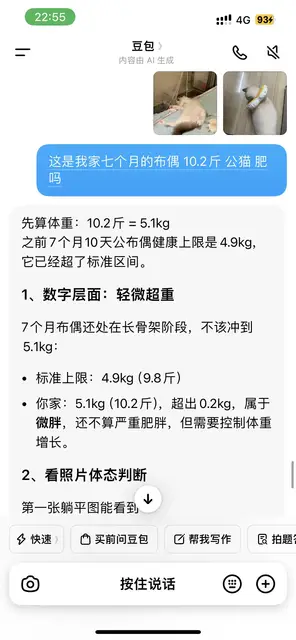 22:55
4G 93
豆包
内容由 AI 生成
这是我家七个月的布偶 10.2斤 公猫 肥
吗
先算体重：10.2斤 = 5.1kg
之前7个月10天公布偶健康上限是4.9kg，
它已经超了标准区间。
1、数字层面：轻微超重
7个月布偶还处在长骨架阶段，不该冲到
5.1kg：
• 标准上限：4.9kg (9.8斤)
• 你家：5.1kg (10.2斤)，超出0.2kg，属于
微胖，还不算严重肥胖，但需要控制体重
增长。
2、看照片体态判断
第一张躺平图能看到
快速
买前问豆包
帮我写作
拍题答
按住说话